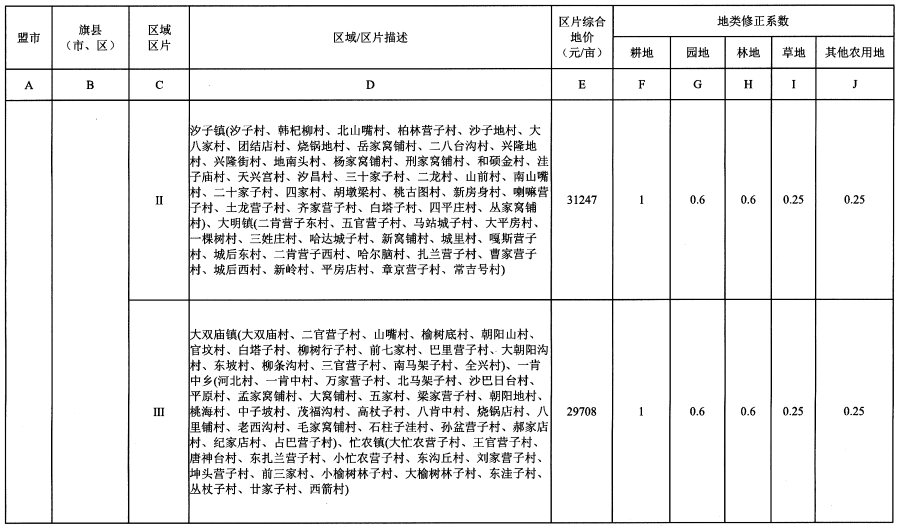 盟市
旗县
（市、区）
区域
区片
区域/区片描述
区片综合
地价
（元/亩）
地类修正系数
耕地
园地
林地
草地
其他农用地
A
B
C
D
E
F
G
H
I
J
II
汐子镇(汐子村、韩杞柳村、北山嘴村、柏林营子村、沙子地村、大
八家村、团结店村、烧锅地村、岳家窝铺村、二八台沟村、兴隆地
村、兴隆街村、地南头村、杨家窝铺村、刑家窝铺村、和硕金村、洼
子庙村、天兴宫村、汐昌村、三十家子村、二龙村、山前村、南山嘴
村、二十家子村、四家村、胡墩梁村、桃古图村、新房身村、喇嘛营
子村、土龙营子村、齐家营子村、白塔子村、四平庄村、丛家窝铺
村)、大明镇(二肯营子东村、五官营子村、马站城子村、大平房村、
一棵树村、三姓庄村、哈达城子村、新窝铺村、城里村、嘎斯营子
村、城后东村、二肯营子西村、哈尔脑村、扎兰营子村、曹家营子
村、城后西村、新岭村、平房店村、章京营子村、常吉号村)
31247
1
0.6
0.6
0.25
0.25
III
大双庙镇(大双庙村、二官营子村、山嘴村、榆树底村、朝阳山村、
官坟村、白塔子村、柳树行子村、前七家村、巴里营子村、大朝阳沟
村、东坡村、柳条沟村、三官营子村、南马架子村、全兴村)、一肯
中乡(河北村、一肯中村、万家营子村、北马架子村、沙巴日台村、
平原村、孟家窝铺村、大窝铺村、五家村、梁家营子村、朝阳地村、
桃海村、中子坡村、茂福沟村、高杖子村、八肯中村、烧锅店村、八
里铺村、老西沟村、毛家窝铺村、石柱子洼村、孙盆营子村、郝家店
村、纪家店村、占巴营子村)、忙农镇(大忙农营子村、王官营子村、
唐神台村、东扎兰营子村、小忙农营子村、东沟丘村、刘家营子村、
坤头营子村、前三家村、小榆树林子村、大榆树林子村、东洼子村、
丛杖子村、廿家子村、西箭村)
29708
1
0.6
0.6
0.25
0.25